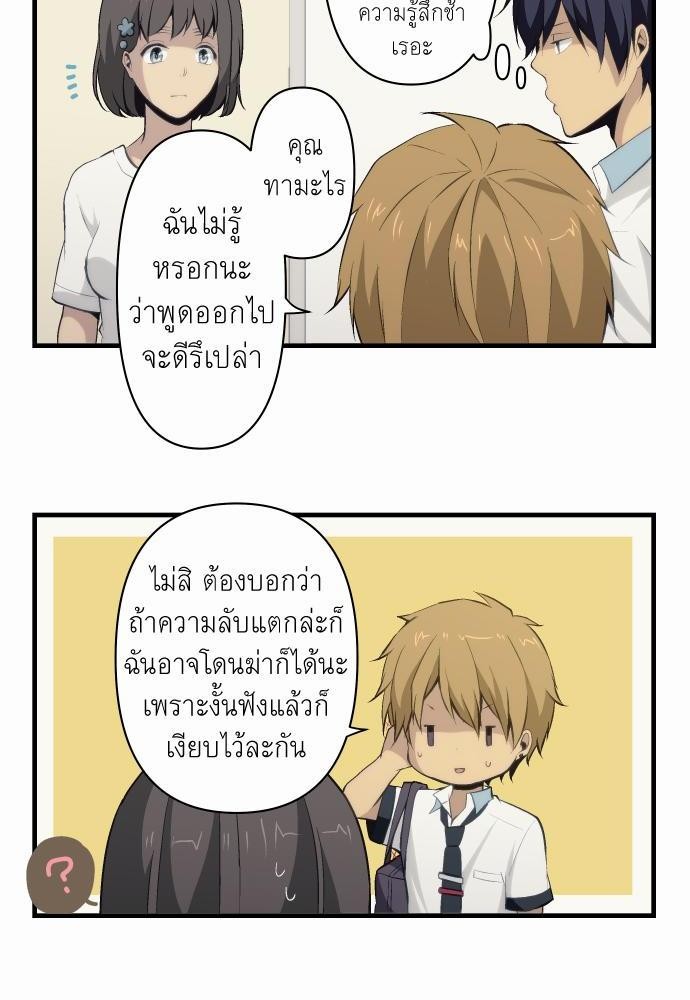 ความรู้สึกช้า
เรอะ
คุณ
ทามะไร
ฉันไม่รู้
หรอกนะ
ว่าพูดออกไป
จะดีรึเปล่า
ไม่สิ ต้องบอกว่า
ถ้าความลับแตกล่ะก็
ฉันอาจโดนฆ่าก็ได้นะ
เพราะงั้นฟังแล้วก็
เงียบไว้ละกัน
?